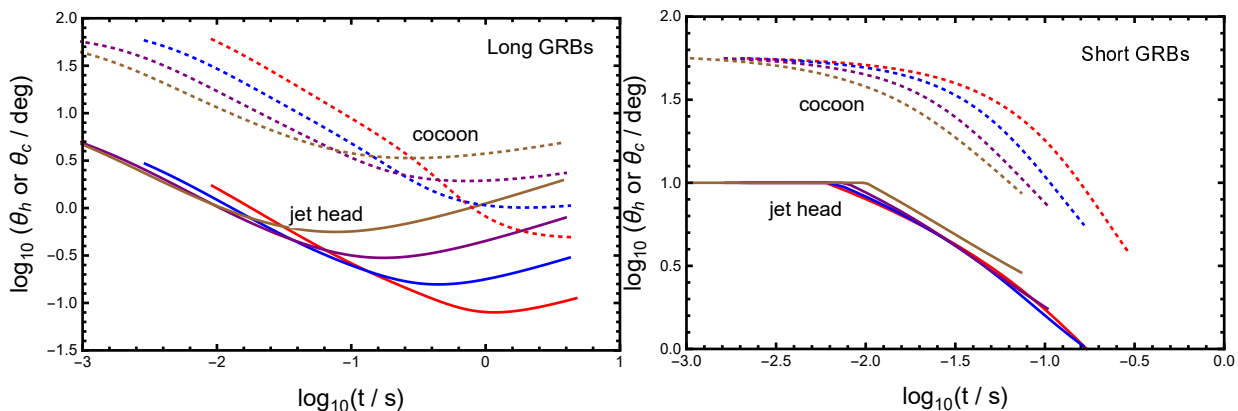 Long GRBs
cocoon
jet head
log₁₀ (θₕ or θ_c / deg)
2.0
1.5
1.0
0.5
0.0
−0.5
−1.0
−1.5
−3
−2
−1
0
1
log₁₀(t / s)
Short GRBs
cocoon
jet head
log₁₀ (θₕ or θ_c / deg)
2.0
1.5
1.0
0.5
0.0
−3.0
−2.5
−2.0
−1.5
−1.0
−0.5
0.0
log₁₀(t / s)